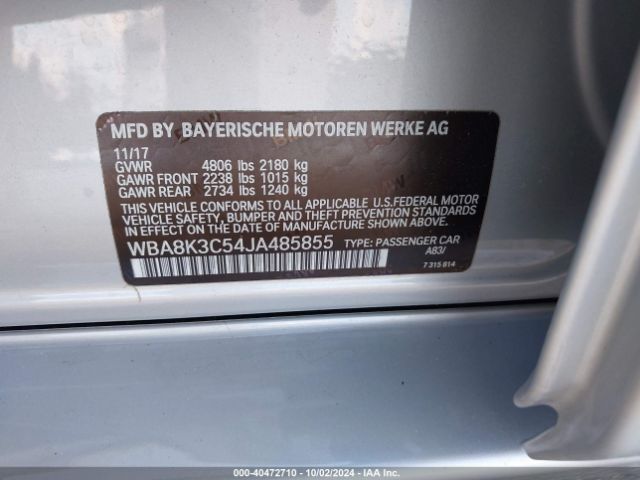 MFD BY BAYERISCHE MOTOREN WERKE AG
11/17
GVWR 4806 lbs 2180 kg
GAWR FRONT 2238 lbs 1015 kg
GAWR REAR 2734 lbs 1240 kg
THIS VEHICLE CONFORMS TO ALL APPLICABLE U.S.FEDERAL MOTOR
VEHICLE SAFETY, BUMPER, AND THEFT PREVENTION STANDARDS
IN EFFECT ON THE DATE OF MANUFACTURE SHOWN ABOVE.
WBA8K3C54JA485855 TYPE: PASSENGER CAR
A83/
7 315 814
000-40472710 - 10/02/2024 - IAA Inc.